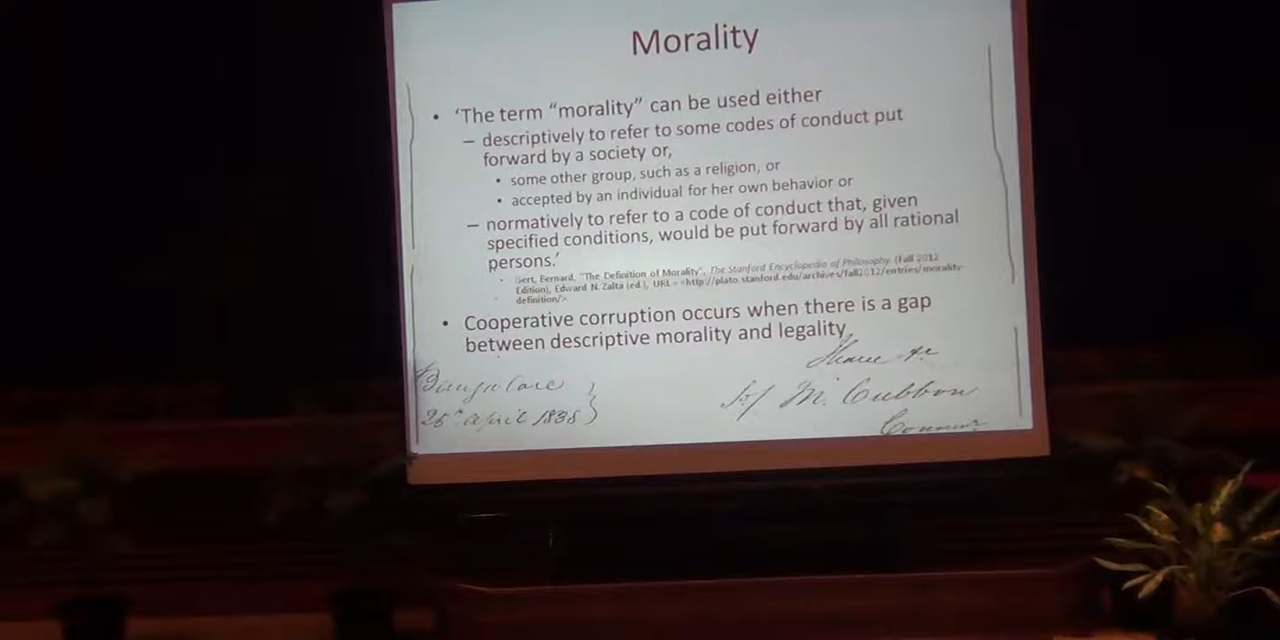 Morality
• ‘The term “morality” can be used either
– descriptively to refer to some codes of conduct put
forward by a society or,
• some other group, such as a religion, or
• accepted by an individual for her own behavior or
– normatively to refer to a code of conduct that, given
specified conditions, would be put forward by all rational
persons.’
Gert, Bernard, "The Definition of Morality", The Stanford Encyclopedia of Philosophy (Fall 2012
Edition), Edward N. Zalta (ed.), URL = <http://plato.stanford.edu/archives/fall2012/entries/morality-
definition/>.
• Cooperative corruption occurs when there is a gap
between descriptive morality and legality
Bangalore
April
M. Cubbon